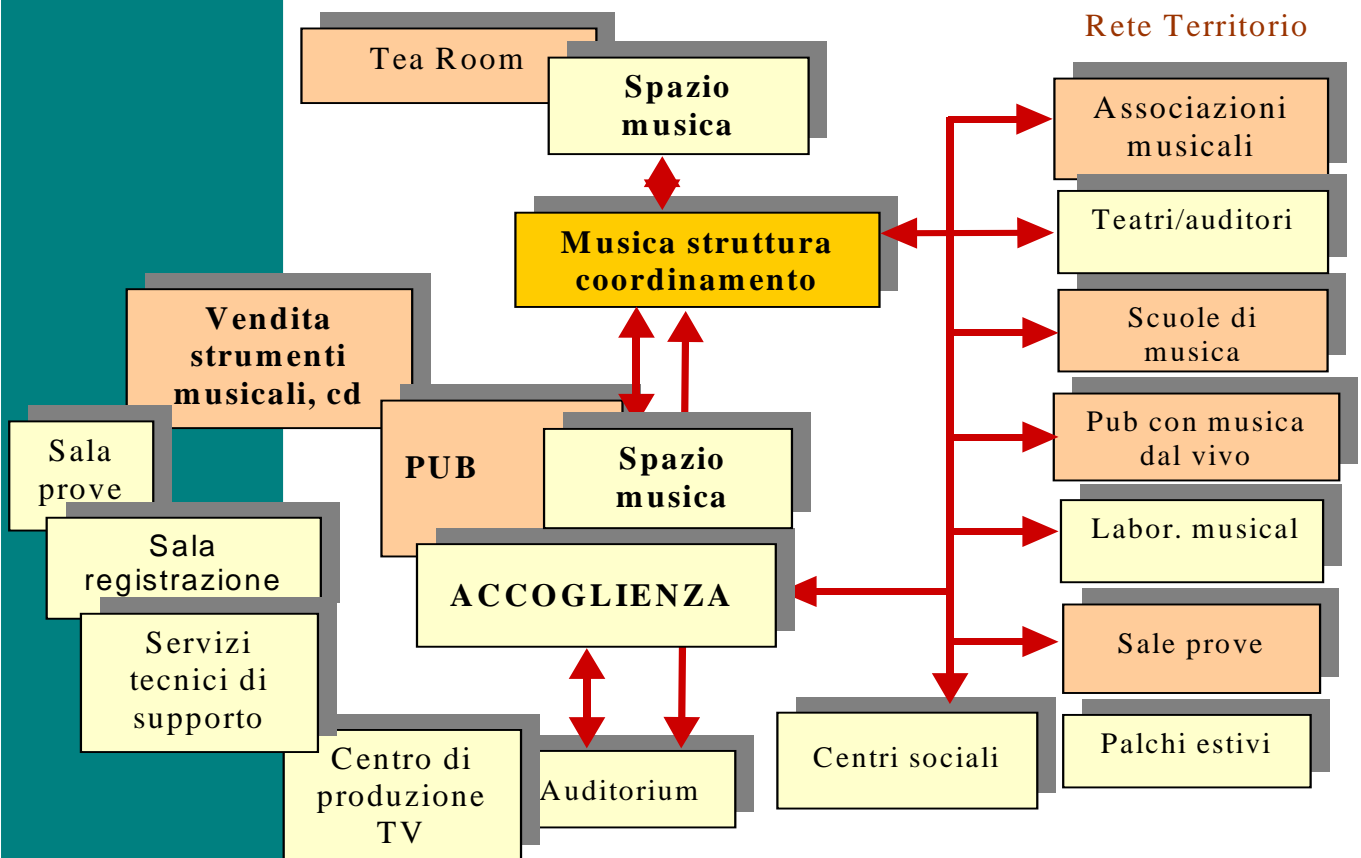 Rete Territorio
Tea Room
Spazio
musica
Associazioni
musicali
Teatri/auditori
Musica struttura
coordinamento
Vendita
strumenti
musicali, cd
Scuole di
musica
Pub con musica
dal vivo
Sala
prove
PUB
Spazio
musica
Labor. musical
Sala
registrazione
ACCOGLIENZA
Servizi
tecnici di
supporto
Sale prove
Centro di
produzione
TV
Auditorium
Centri sociali
Palchi estivi